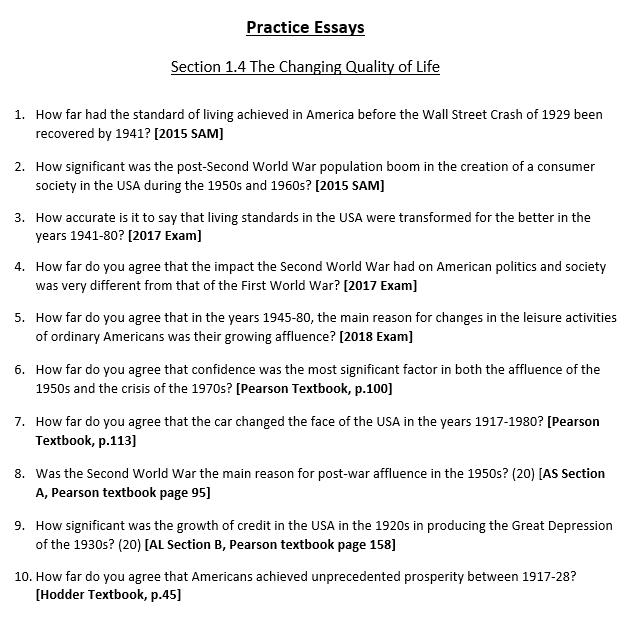 Practice Essays
Section 1.4 The Changing Quality of Life
1. How far had the standard of living achieved in America before the Wall Street Crash of 1929 been
recovered by 1941? [2015 SAM]
2. How significant was the post-Second World War population boom in the creation of a consumer
society in the USA during the 1950s and 1960s? [2015 SAM]
3. How accurate is it to say that living standards in the USA were transformed for the better in the
years 1941-80? [2017 Exam]
4. How far do you agree that the impact the Second World War had on American politics and society
was very different from that of the First World War? [2017 Exam]
5. How far do you agree that in the years 1945-80, the main reason for changes in the leisure activities
of ordinary Americans was their growing affluence? [2018 Exam]
6. How far do you agree that confidence was the most significant factor in both the affluence of the
1950s and the crisis of the 1970s? [Pearson Textbook, p.100]
7. How far do you agree that the car changed the face of the USA in the years 1917-1980? [Pearson
Textbook, p.113]
8. Was the Second World War the main reason for post-war affluence in the 1950s? (20) [AS Section
A, Pearson textbook page 95]
9. How significant was the growth of credit in the USA in the 1920s in producing the Great Depression
of the 1930s? (20) [AL Section B, Pearson textbook page 158]
10. How far do you agree that Americans achieved unprecedented prosperity between 1917-28?
[Hodder Textbook, p.45]